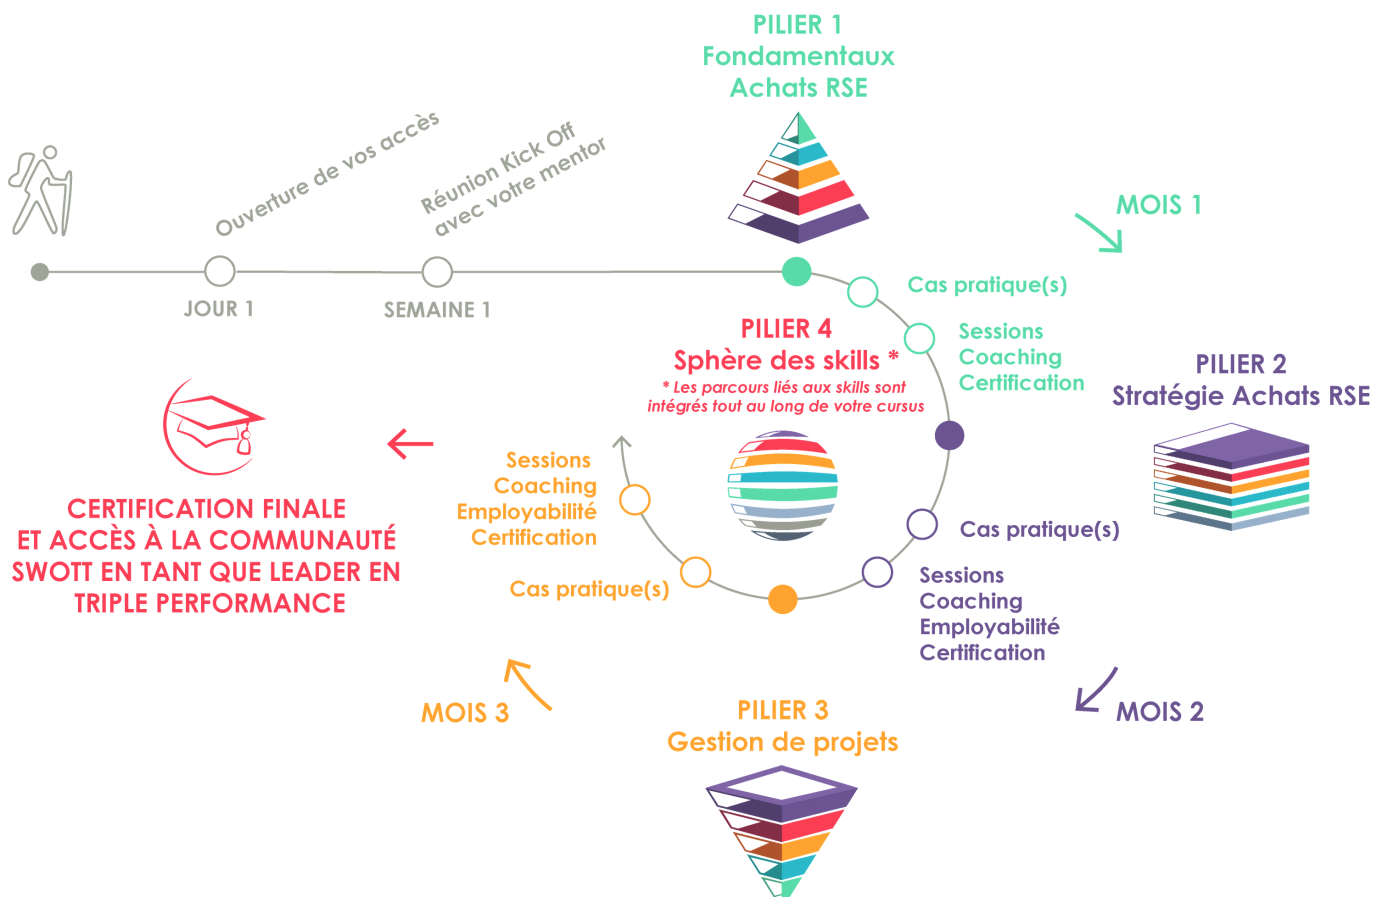 PILIER 1
Fondamentaux
Achats RSE
Ouverture de vos accès
Réunion Kick Off
avec votre mentor
JOUR 1
SEMAINE 1
MOIS 1
Cas pratique(s)
Sessions
Coaching
Certification
PILIER 4
Sphère des skills *
* Les parcours liés aux skills sont
intégrés tout au long de votre cursus
PILIER 2
Stratégie Achats RSE
Cas pratique(s)
Sessions
Coaching
Employabilité
Certification
MOIS 2
PILIER 3
Gestion de projets
MOIS 3
Cas pratique(s)
Sessions
Coaching
Employabilité
Certification
CERTIFICATION FINALE
ET ACCÈS À LA COMMUNAUTÉ
SWOTT EN TANT QUE LEADER EN
TRIPLE PERFORMANCE